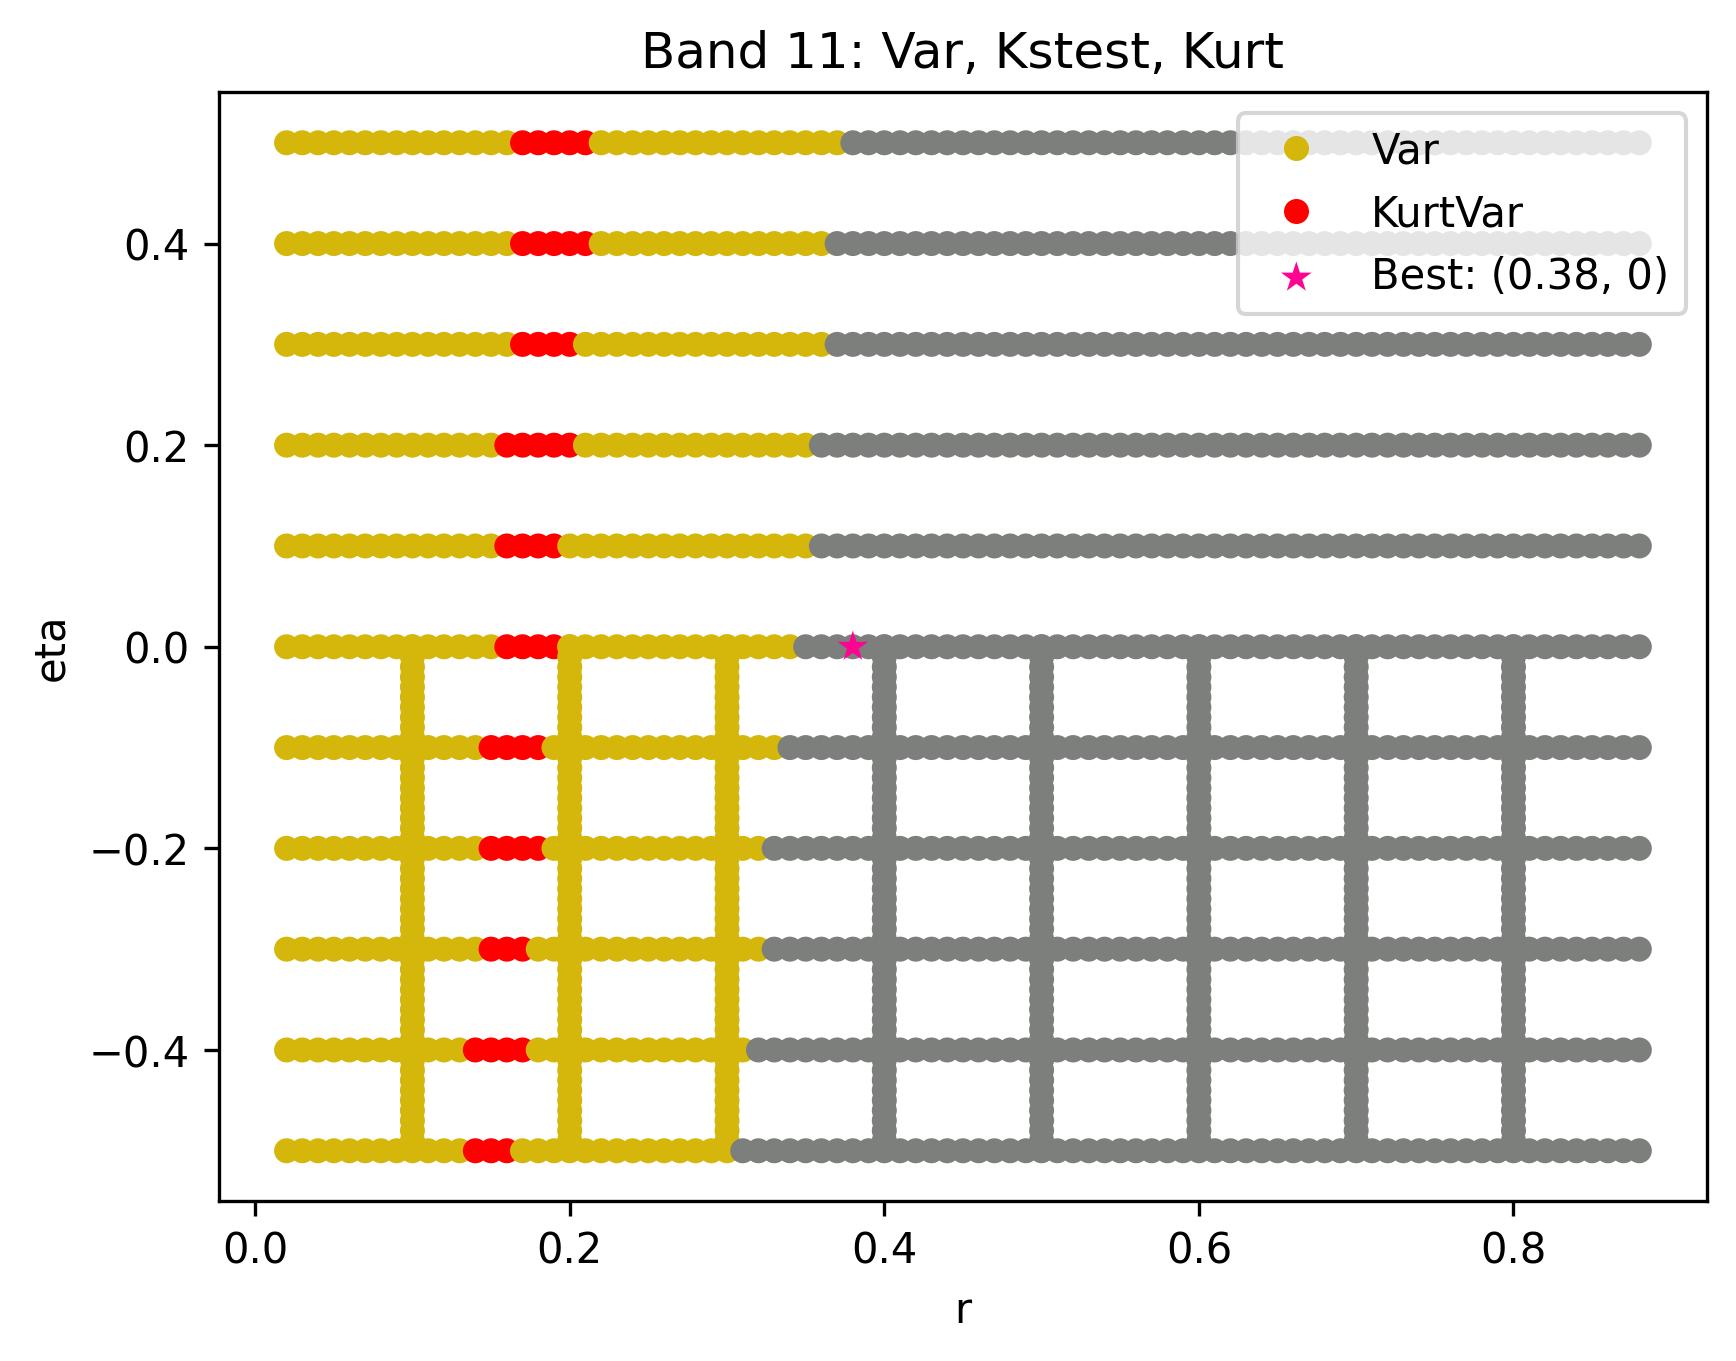 Band 11: Var, Kstest, Kurt
Var
KurtVar
Best: (0.38, 0)
eta
0.4
0.2
0.0
−0.2
−0.4
0.0 0.2 0.4 0.6 0.8
r